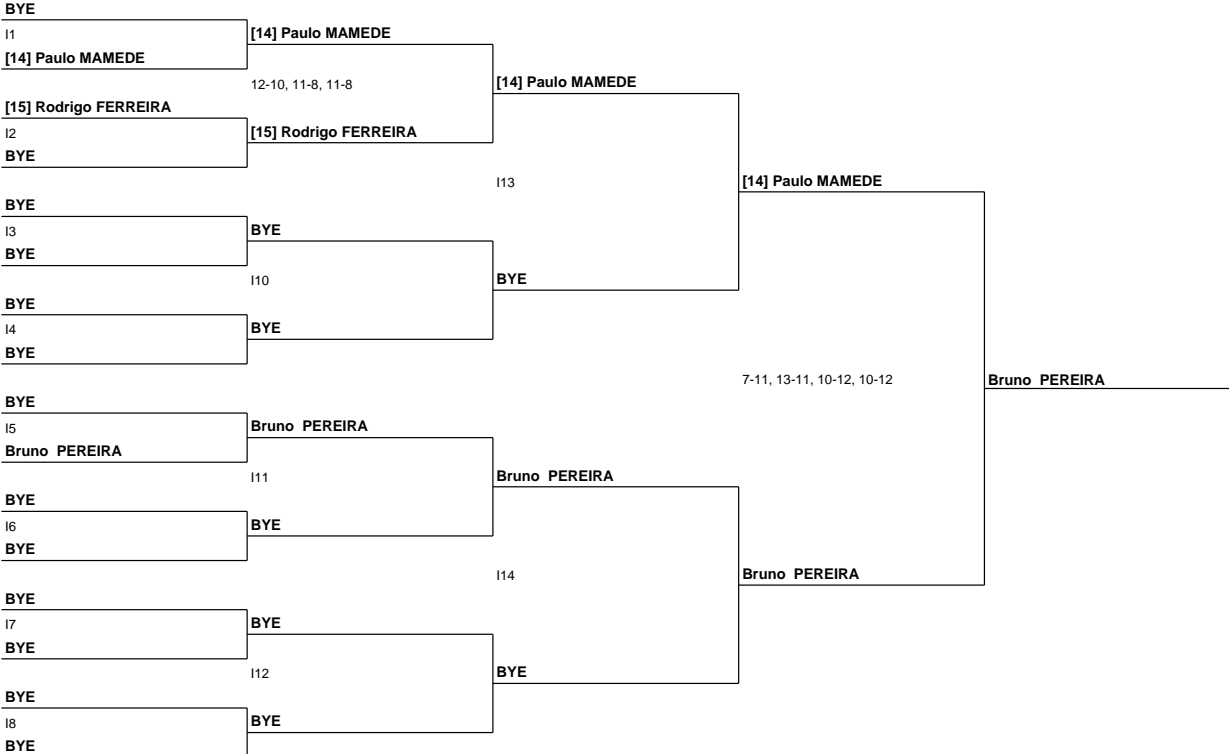 BYE
I1
[14] Paulo MAMEDE
[15] Rodrigo FERREIRA
I2
BYE
BYE
I3
BYE
BYE
I4
BYE
BYE
I5
Bruno PEREIRA
BYE
I6
BYE
BYE
I7
BYE
BYE
I8
BYE
[14] Paulo MAMEDE
12-10, 11-8, 11-8
[15] Rodrigo FERREIRA
BYE
I10
BYE
Bruno PEREIRA
I11
BYE
BYE
I12
BYE
[14] Paulo MAMEDE
I13
BYE
Bruno PEREIRA
I14
BYE
[14] Paulo MAMEDE
7-11, 13-11, 10-12, 10-12
Bruno PEREIRA
Bruno PEREIRA